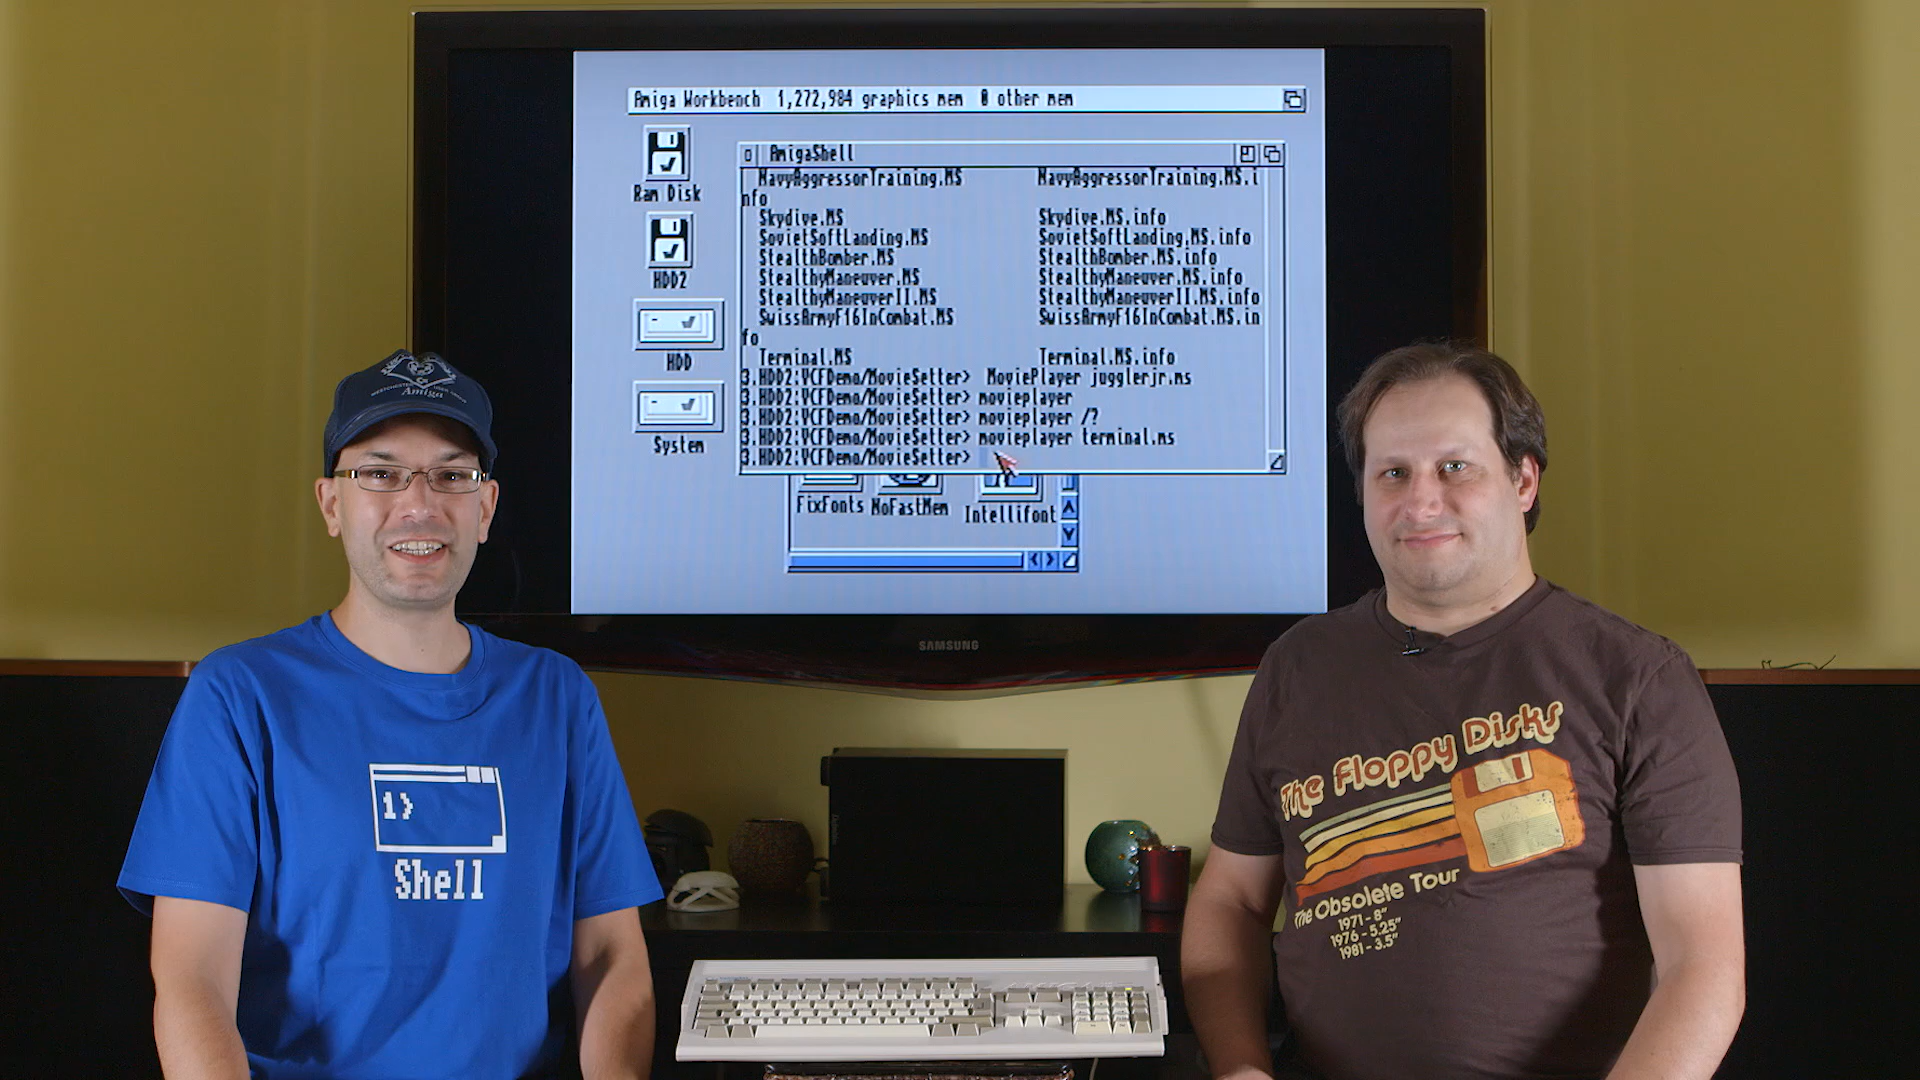 Amiga Workbench 1,272,984 graphics mem 0 other mem
Ram Disk
HDD2
HDD
System
AmigaShell
NavyAggressorTraining.MS NavyAggressorTraining.MS.i
nfo
Skydive.MS Skydive.MS.info
SovietSoftLanding.MS SovietSoftLanding.MS.info
StealthBomber.MS StealthBomber.MS.info
StealthyManeuver.MS StealthyManeuver.MS.info
StealthyManeuverII.MS StealthyManeuverII.MS.info
SwissArmyF16InCombat.MS SwissArmyF16InCombat.MS.in
fo
Terminal.MS Terminal.MS.info
3.HDD2:VCFDemo/MovieSetter> MoviePlayer jugglerjr.ms
3.HDD2:VCFDemo/MovieSetter> movieplayer
3.HDD2:VCFDemo/MovieSetter> movieplayer /?
3.HDD2:VCFDemo/MovieSetter> movieplayer terminal.ms
3.HDD2:VCFDemo/MovieSetter>
FixFonts NoFastMem Intellifont
SAMSUNG
Amiga
1>
Shell
The Floppy Disks
The Obsolete Tour
1971 - 8"
1976 - 5.25"
1981 - 3.5"